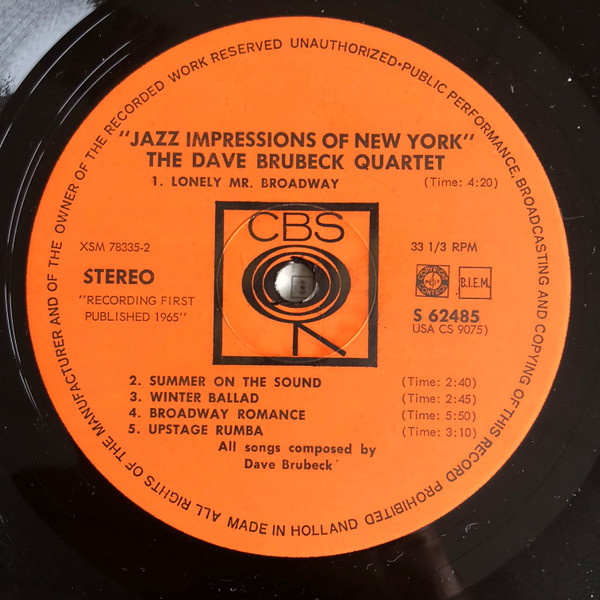 ALL RIGHTS OF THE MANUFACTURER AND OF THE OWNER OF THE RECORDED WORK RESERVED UNAUTHORIZED•PUBLIC PERFORMANCE, BROADCASTING AND COPYING OF THIS RECORD PROHIBITED
"JAZZ IMPRESSIONS OF NEW YORK"
THE DAVE BRUBECK QUARTET
1. LONELY MR. BROADWAY (Time: 4:20)
CBS
XSM 78335-2
33 1/3 RPM
STEREO
COPYRIGHT CONTROL
B.I.E.M.
"RECORDING FIRST
PUBLISHED 1965"
S 62485
USA CS 9075)
2. SUMMER ON THE SOUND (Time: 2:40)
3. WINTER BALLAD (Time: 2:45)
4. BROADWAY ROMANCE (Time: 5:50)
5. UPSTAGE RUMBA (Time: 3:10)
All songs composed by
Dave Brubeck
MADE IN HOLLAND